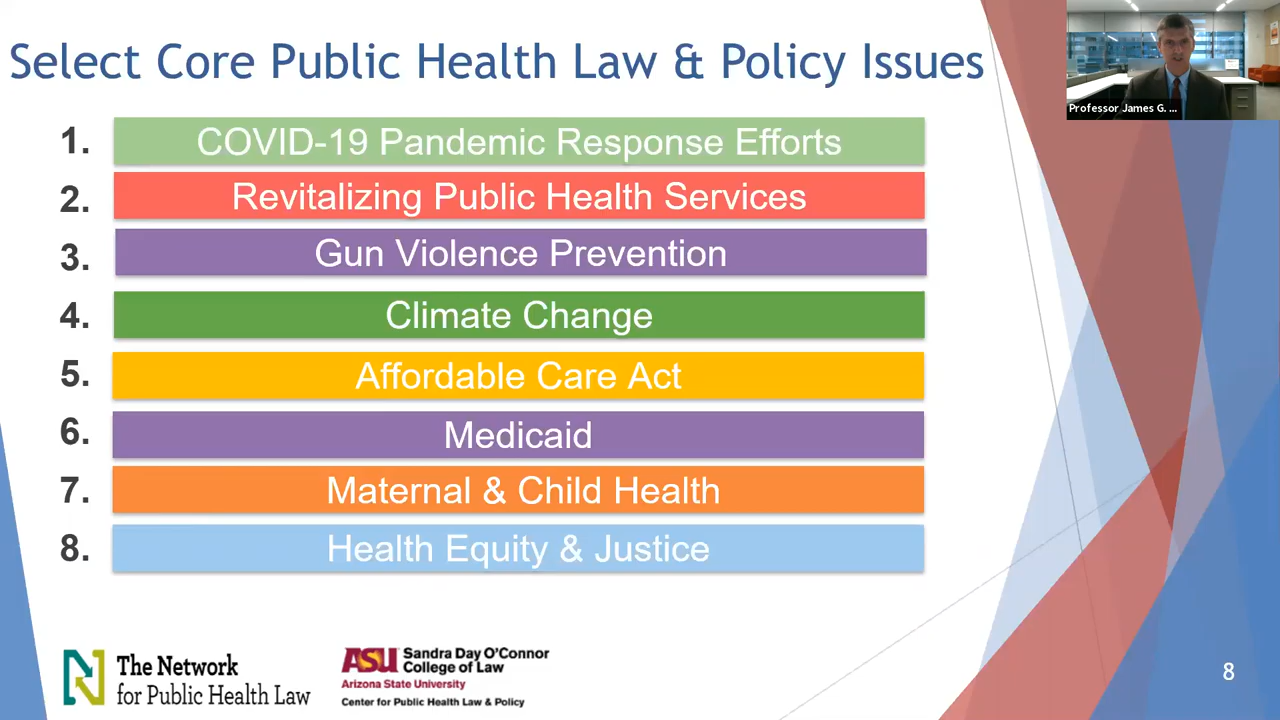 Select Core Public Health Law & Policy Issues
Professor James G. ...
1. COVID-19 Pandemic Response Efforts
2. Revitalizing Public Health Services
3. Gun Violence Prevention
4. Climate Change
5. Affordable Care Act
6. Medicaid
7. Maternal & Child Health
8. Health Equity & Justice
The Network
for Public Health Law
ASU Sandra Day O'Connor
College of Law
Arizona State University
Center for Public Health Law & Policy
8